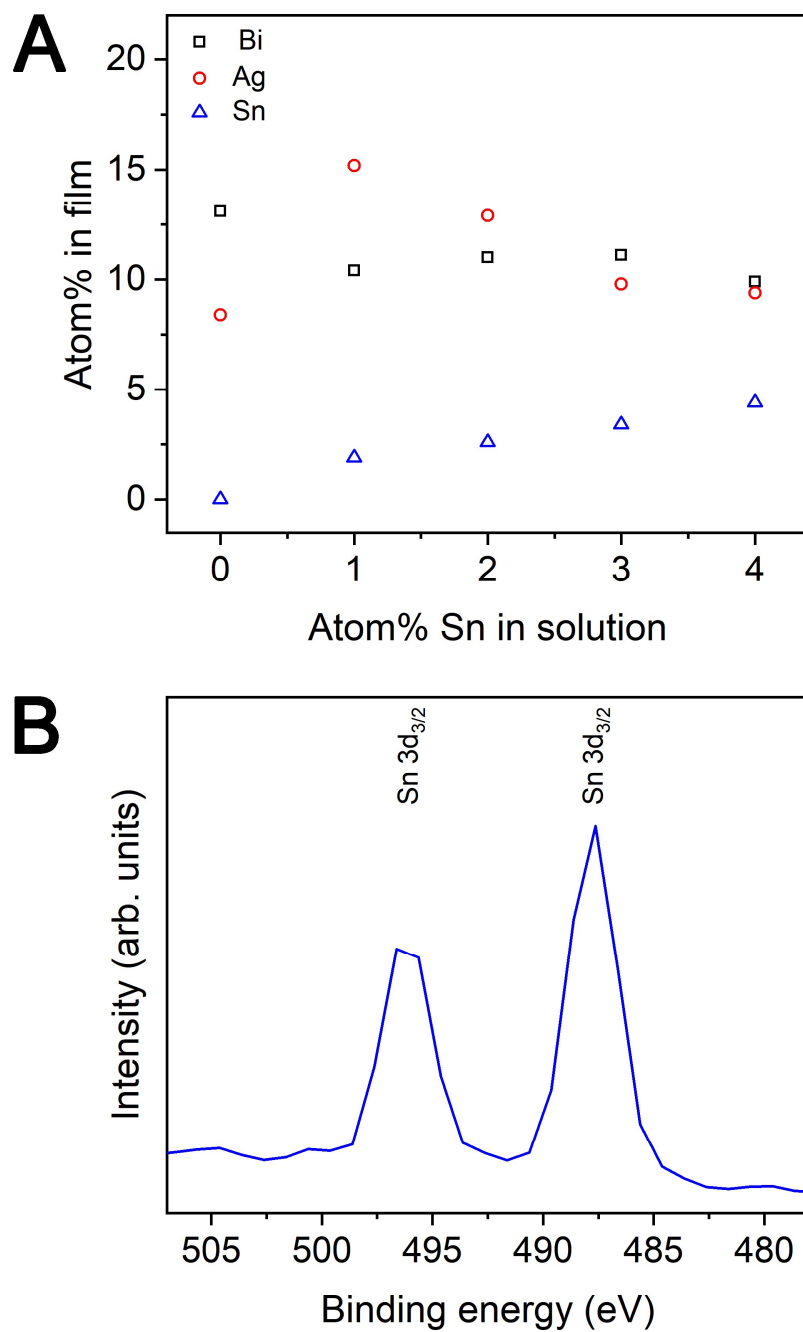 A
Bi
Ag
Sn
20
15
10
5
0
Atom% in film
0 1 2 3 4
Atom% Sn in solution
B
Sn 3d3/2 Sn 3d3/2
Intensity (arb. units)
505 500 495 490 485 480
Binding energy (eV)